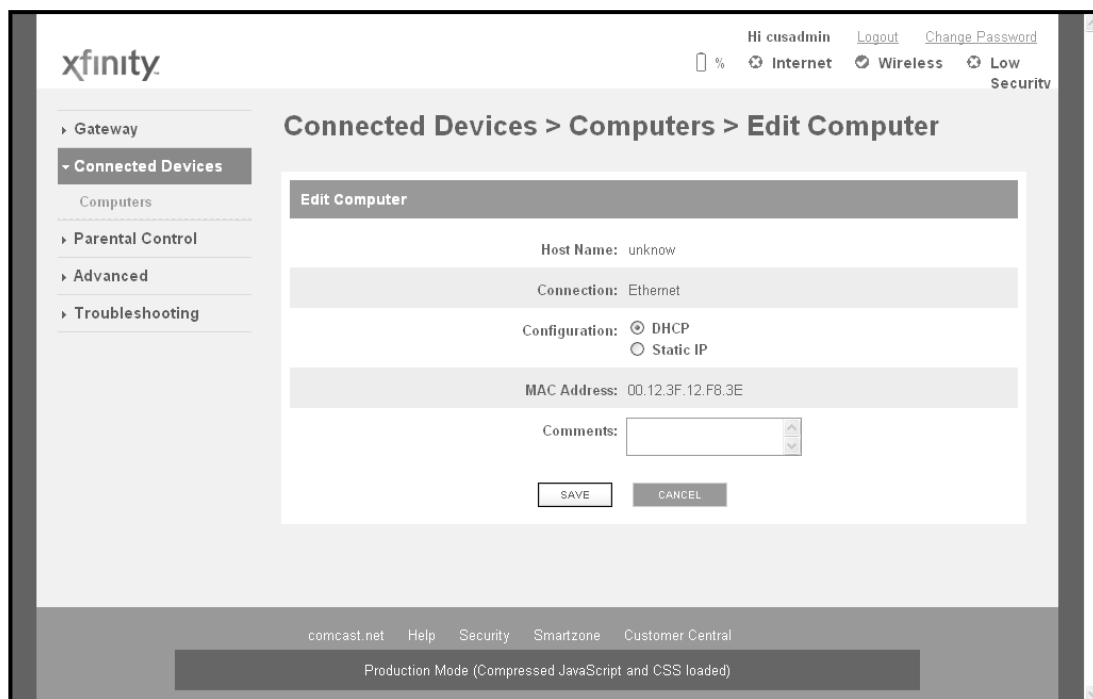 xfinity.
Hi cusadmin Logout Change Password
% Internet Wireless Low Security
Gateway
Connected Devices
Computers
Parental Control
Advanced
Troubleshooting
Connected Devices > Computers > Edit Computer
Edit Computer
Host Name: unknow
Connection: Ethernet
Configuration: DHCP
Static IP
MAC Address: 00.12.3F.12.F8.3E
Comments:
SAVE CANCEL
comcast.net Help Security Smartzone Customer Central
Production Mode (Compressed JavaScript and CSS loaded)